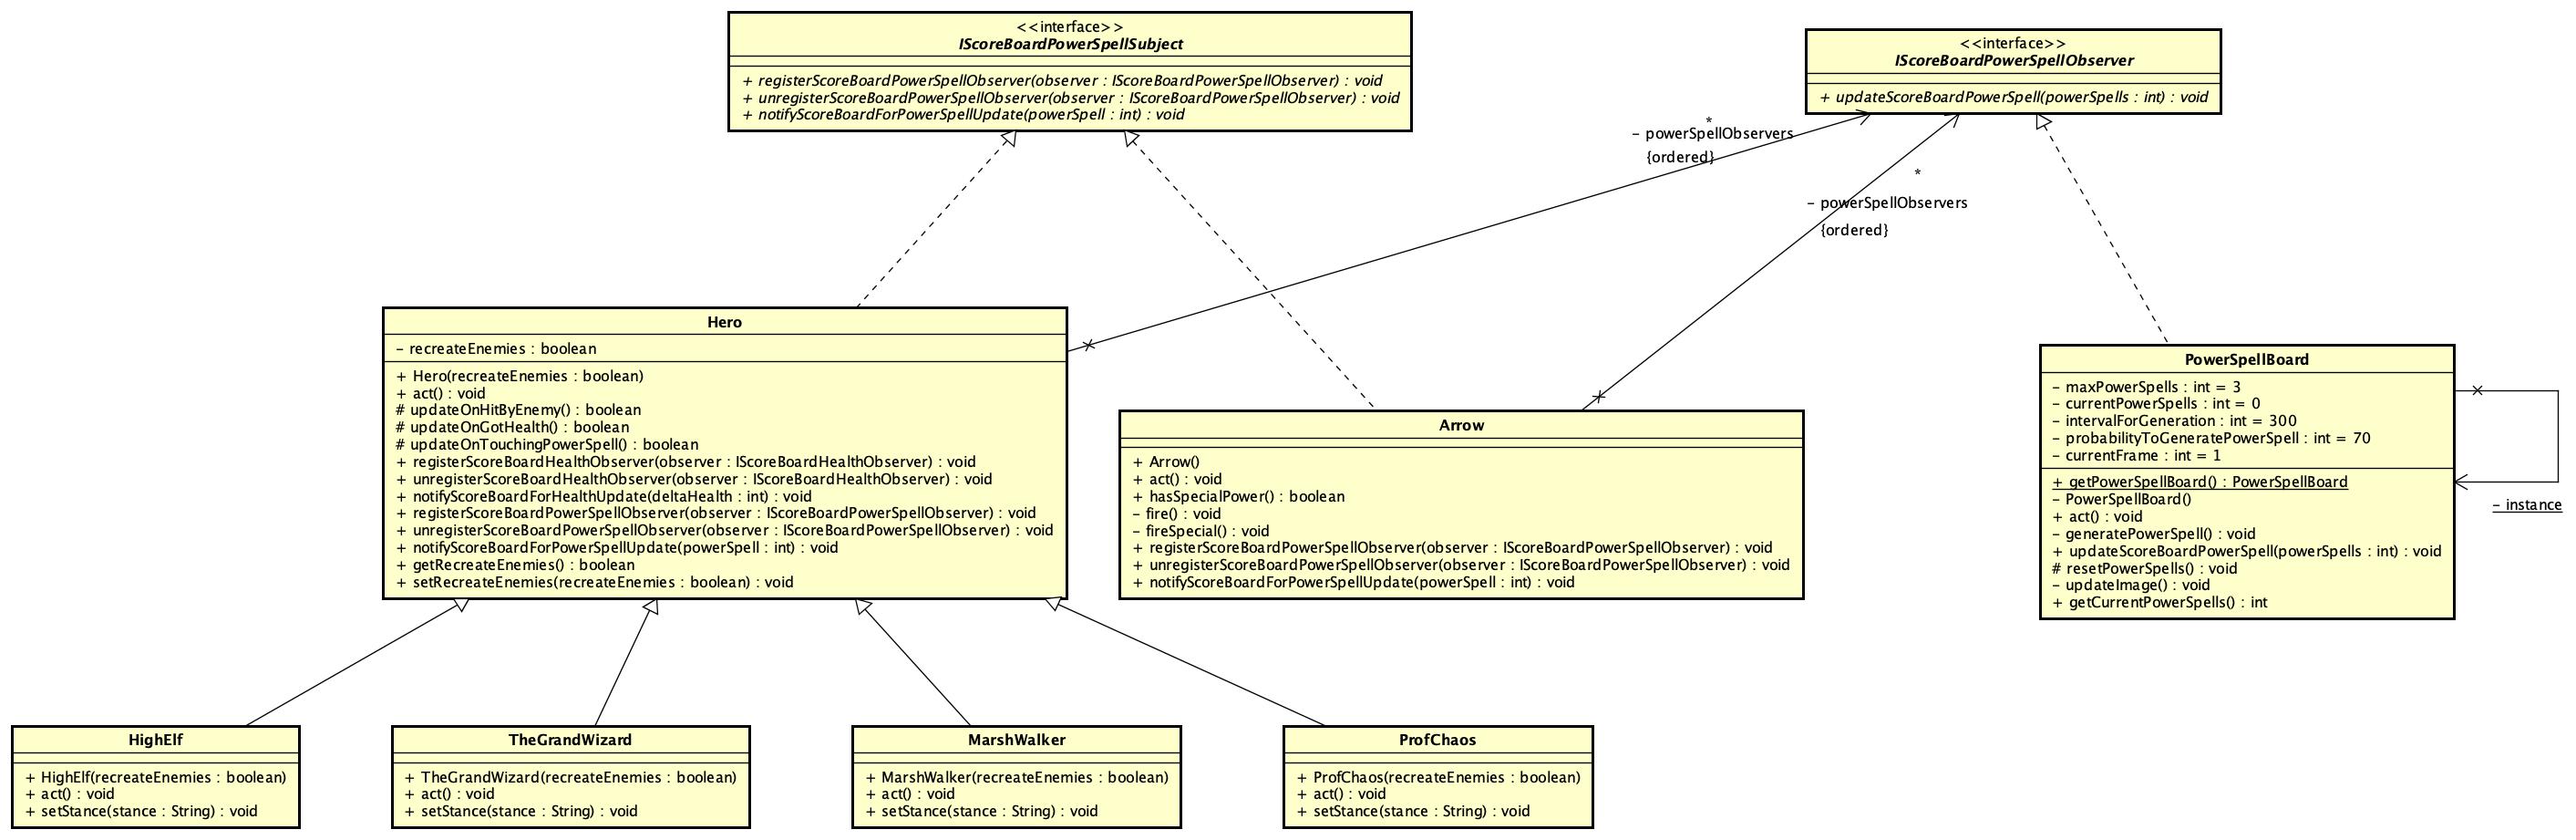 <<interface>>
IScoreBoardPowerSpellSubject
+ registerScoreBoardPowerSpellObserver(observer : IScoreBoardPowerSpellObserver) : void
+ unregisterScoreBoardPowerSpellObserver(observer : IScoreBoardPowerSpellObserver) : void
+ notifyScoreBoardForPowerSpellUpdate(powerSpell : int) : void
<<interface>>
IScoreBoardPowerSpellObserver
+ updateScoreBoardPowerSpell(powerSpells : int) : void
*
- powerSpellObservers
{ordered}
*
- powerSpellObservers
{ordered}
Hero
- recreateEnemies : boolean
+ Hero(recreateEnemies : boolean)
+ act() : void
# updateOnHitByEnemy() : boolean
# updateOnGotHealth() : boolean
# updateOnTouchingPowerSpell() : boolean
+ registerScoreBoardHealthObserver(observer : IScoreBoardHealthObserver) : void
+ unregisterScoreBoardHealthObserver(observer : IScoreBoardHealthObserver) : void
+ notifyScoreBoardForHealthUpdate(deltaHealth : int) : void
+ registerScoreBoardPowerSpellObserver(observer : IScoreBoardPowerSpellObserver) : void
+ unregisterScoreBoardPowerSpellObserver(observer : IScoreBoardPowerSpellObserver) : void
+ notifyScoreBoardForPowerSpellUpdate(powerSpell : int) : void
+ getRecreateEnemies() : boolean
+ setRecreateEnemies(recreateEnemies : boolean) : void
Arrow
+ Arrow()
+ act() : void
+ hasSpecialPower() : boolean
- fire() : void
- fireSpecial() : void
+ registerScoreBoardPowerSpellObserver(observer : IScoreBoardPowerSpellObserver) : void
+ unregisterScoreBoardPowerSpellObserver(observer : IScoreBoardPowerSpellObserver) : void
+ notifyScoreBoardForPowerSpellUpdate(powerSpell : int) : void
PowerSpellBoard
- maxPowerSpells : int = 3
- currentPowerSpells : int = 0
- intervalForGeneration : int = 300
- probabilityToGeneratePowerSpell : int = 70
- currentFrame : int = 1
+ getPowerSpellBoard() : PowerSpellBoard
- PowerSpellBoard()
+ act() : void
- generatePowerSpell() : void
+ updateScoreBoardPowerSpell(powerSpells : int) : void
# resetPowerSpells() : void
- updateImage() : void
+ getCurrentPowerSpells() : int
- instance
HighElf
+ HighElf(recreateEnemies : boolean)
+ act() : void
+ setStance(stance : String) : void
TheGrandWizard
+ TheGrandWizard(recreateEnemies : boolean)
+ act() : void
+ setStance(stance : String) : void
MarshWalker
+ MarshWalker(recreateEnemies : boolean)
+ act() : void
+ setStance(stance : String) : void
ProfChaos
+ ProfChaos(recreateEnemies : boolean)
+ act() : void
+ setStance(stance : String) : void